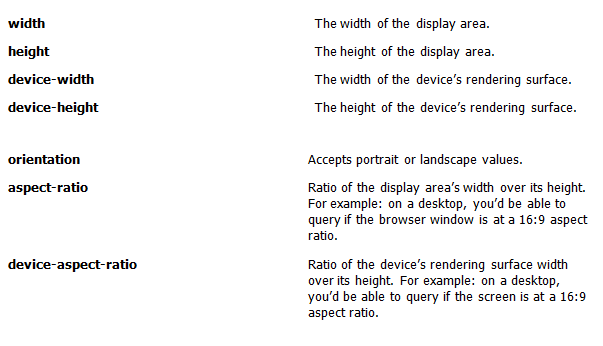 width The width of the display area.
height The height of the display area.
device-width The width of the device’s rendering surface.
device-height The height of the device’s rendering surface.
orientation Accepts portrait or landscape values.
aspect-ratio Ratio of the display area’s width over its height.
For example: on a desktop, you’d be able to
query if the browser window is at a 16:9 aspect
ratio.
device-aspect-ratio Ratio of the device’s rendering surface width
over its height. For example: on a desktop,
you’d be able to query if the screen is at a 16:9
aspect ratio.